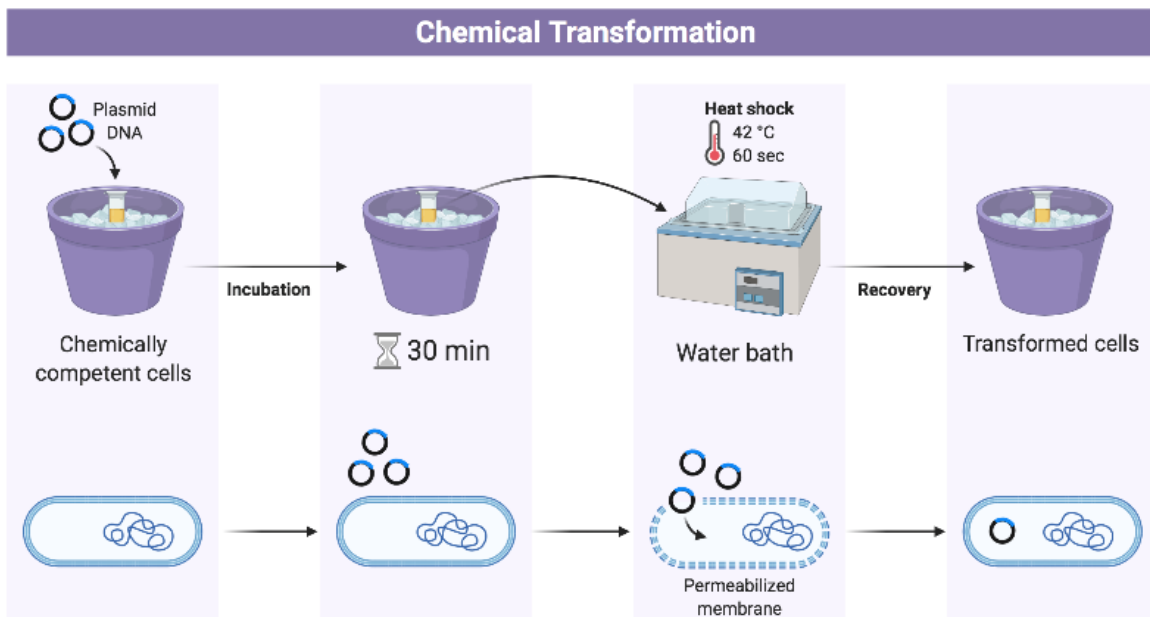 Chemical Transformation
Plasmid
DNA
Heat shock
42 °C
60 sec
Incubation
Recovery
Chemically
competent cells
30 min
Water bath
Transformed cells
Permeabilized
membrane